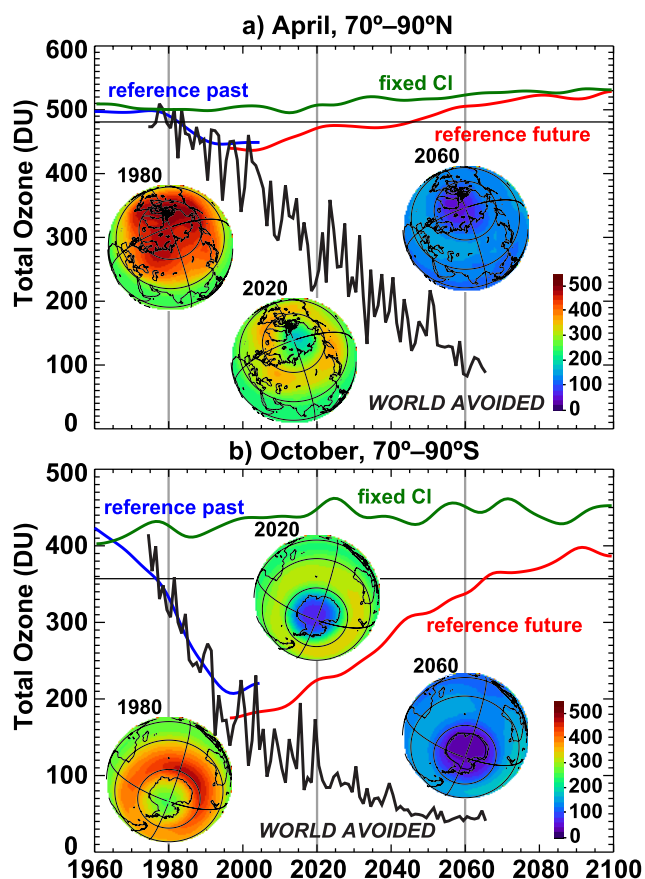 a) April, 70º–90ºN
600
500
400
300
200
100
0
Total Ozone (DU)
reference past
fixed Cl
reference future
1980
2020
2060
500
400
300
200
100
0
WORLD AVOIDED
b) October, 70º–90ºS
500
400
300
200
100
0
Total Ozone (DU)
reference past
fixed Cl
2020
reference future
2060
1980
500
400
300
200
100
0
WORLD AVOIDED
1960 1980 2000 2020 2040 2060 2080 2100